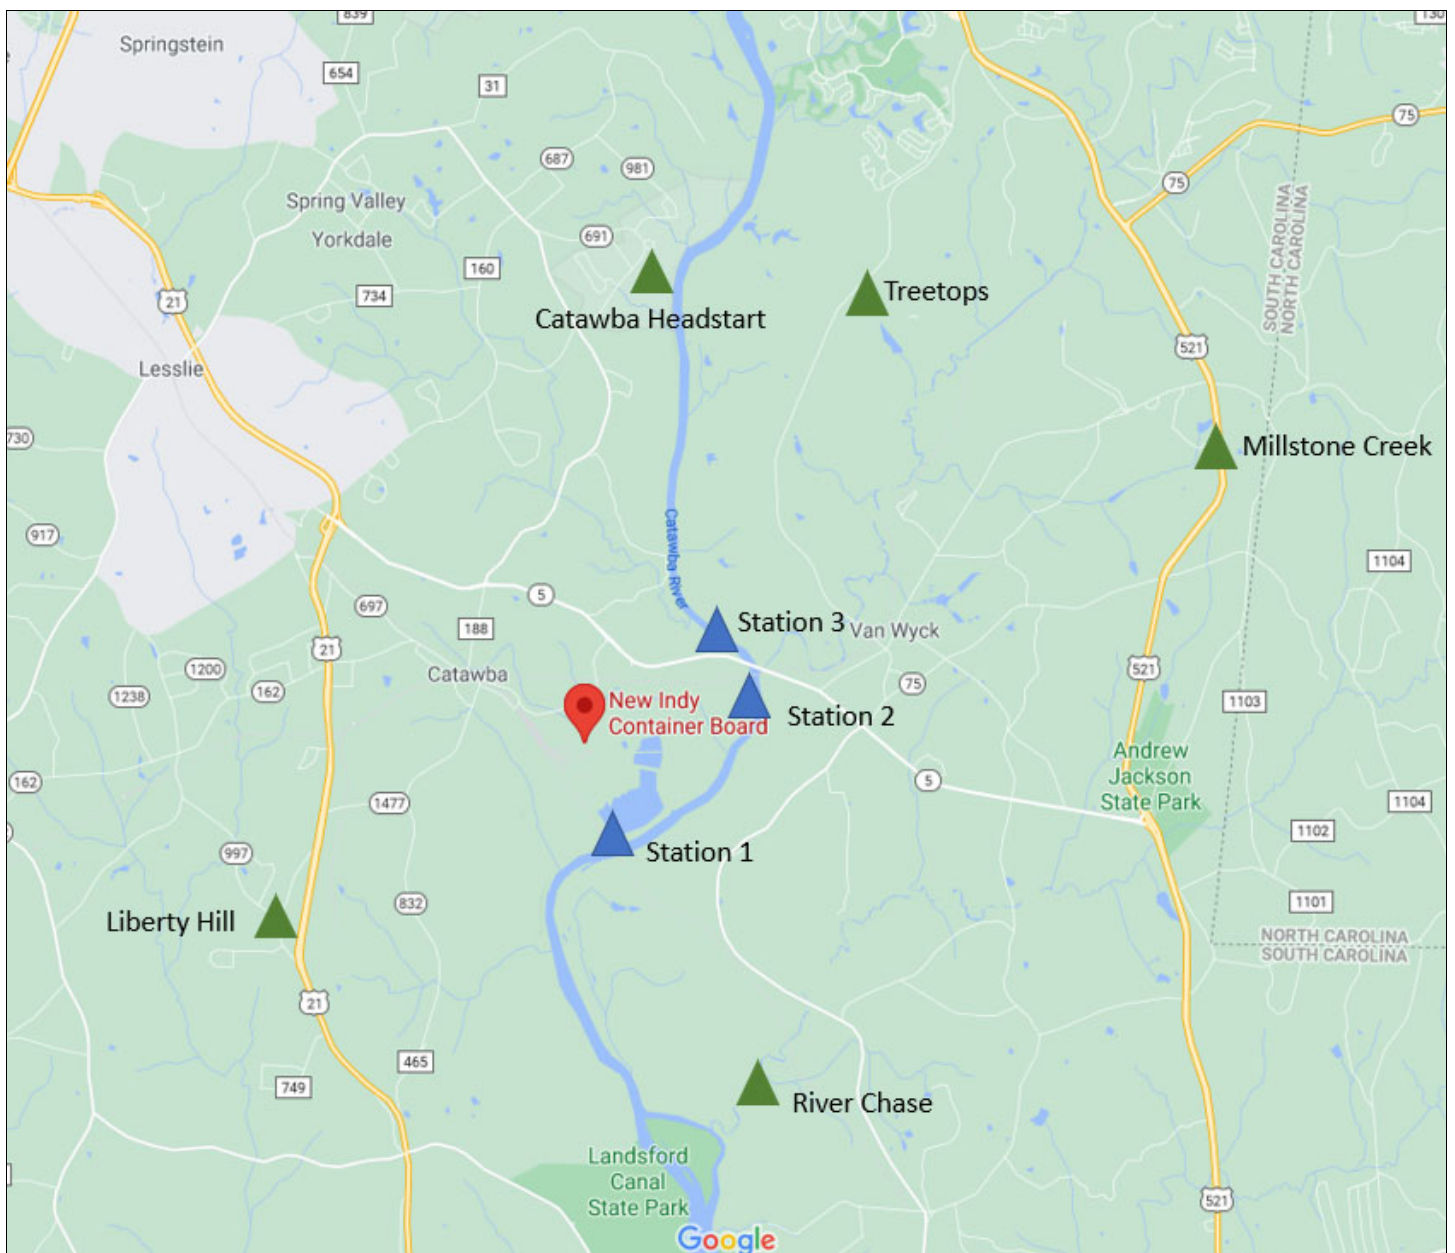 839
130
Springstein
654
31
75
687
981
75
Spring Valley
Yorkdale
691
160
734
21
SOUTH CAROLINA
NORTH CAROLINA
Treetops
Catawba Headstart
521
Lesslie
730
Millstone Creek
917
Catawba River
1104
5
697
188
Station 3
Van Wyck
21
1200
162
1238
Catawba
521
75
1103
New Indy
Container Board
Station 2
Andrew
Jackson
State Park
162
5
1477
1104
1102
997
Station 1
832
1101
Liberty Hill
NORTH CAROLINA
SOUTH CAROLINA
21
465
749
River Chase
Landsford
Canal
State Park
521
Google